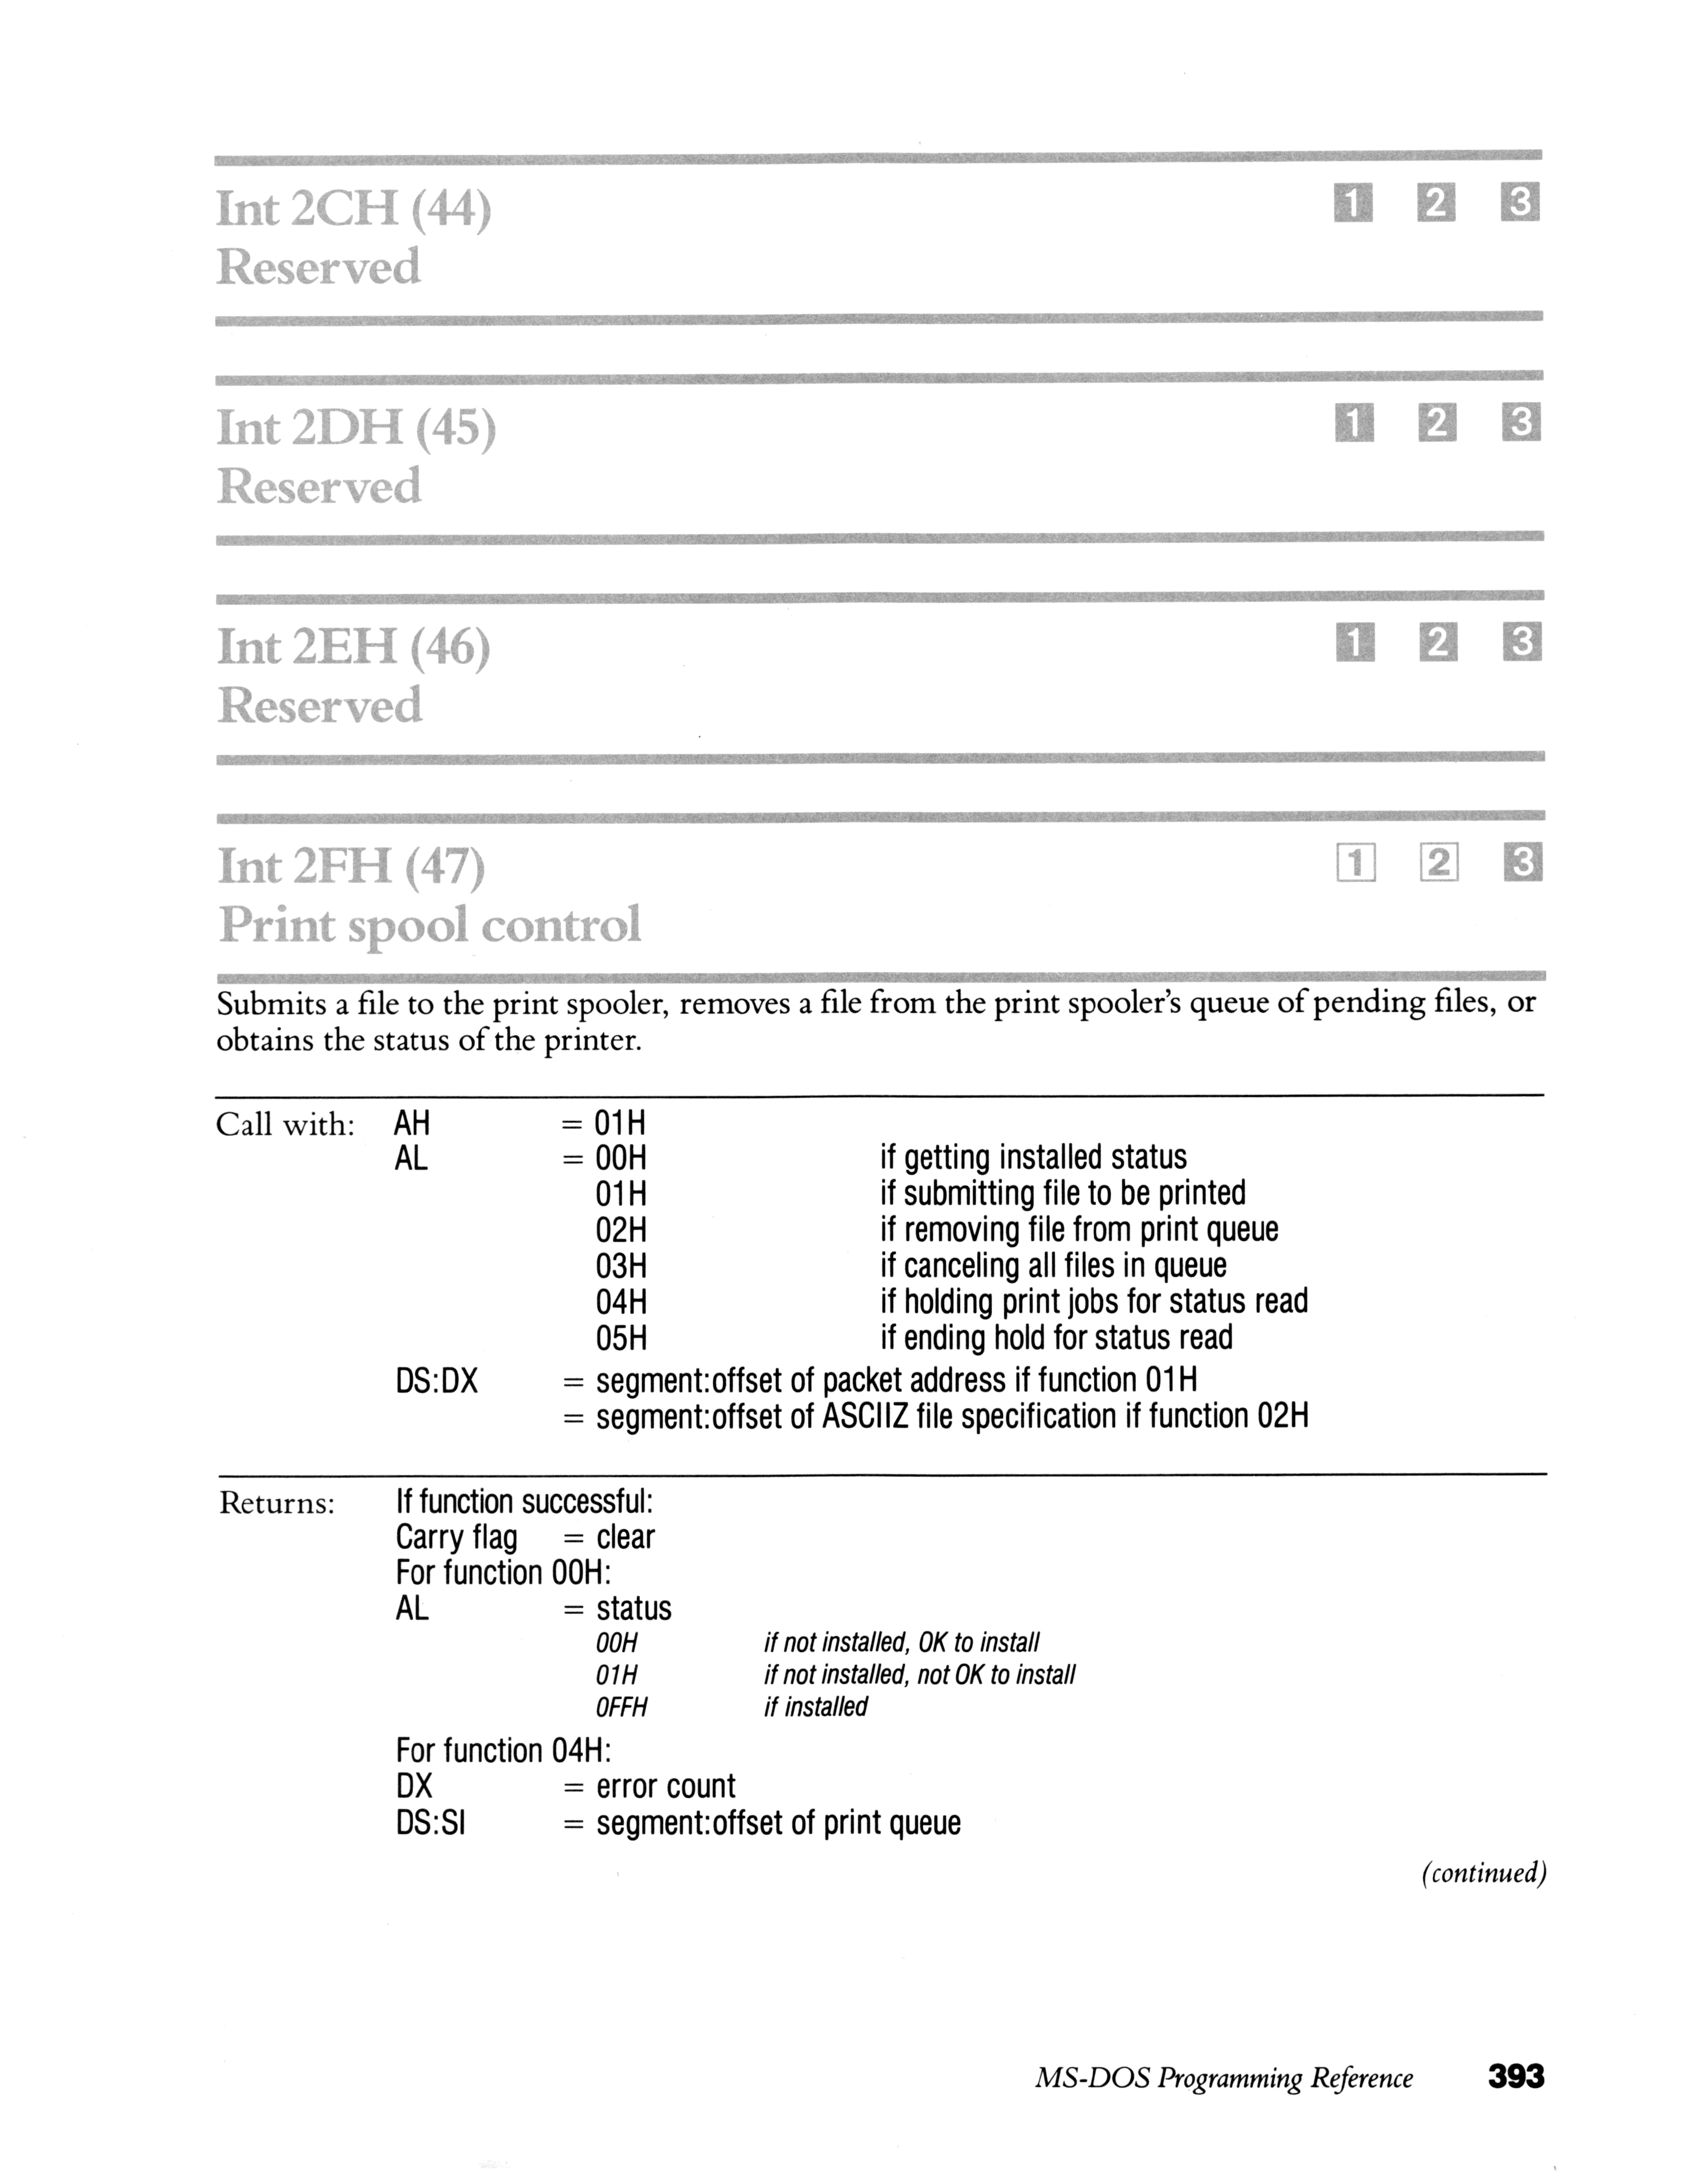 Int 2CH (44) 1 2 3
Reserved
Int 2DH (45) 1 2 3
Reserved
Int 2EH (46) 1 2 3
Reserved
Int 2FH (47) 1 2 3
Print spool control
Submits a file to the print spooler, removes a file from the print spooler's queue of pending files, or
obtains the status of the printer.
Call with: AH = 01H
AL = 00H if getting installed status
01H if submitting file to be printed
02H if removing file from print queue
03H if canceling all files in queue
04H if holding print jobs for status read
05H if ending hold for status read
DS:DX = segment:offset of packet address if function 01H
= segment:offset of ASCIIZ file specification if function 02H
Returns: If function successful:
Carry flag = clear
For function 00H:
AL = status
00H if not installed, OK to install
01H if not installed, not OK to install
0FFH if installed
For function 04H:
DX = error count
DS:SI = segment:offset of print queue
(continued)
MS-DOS Programming Reference 393